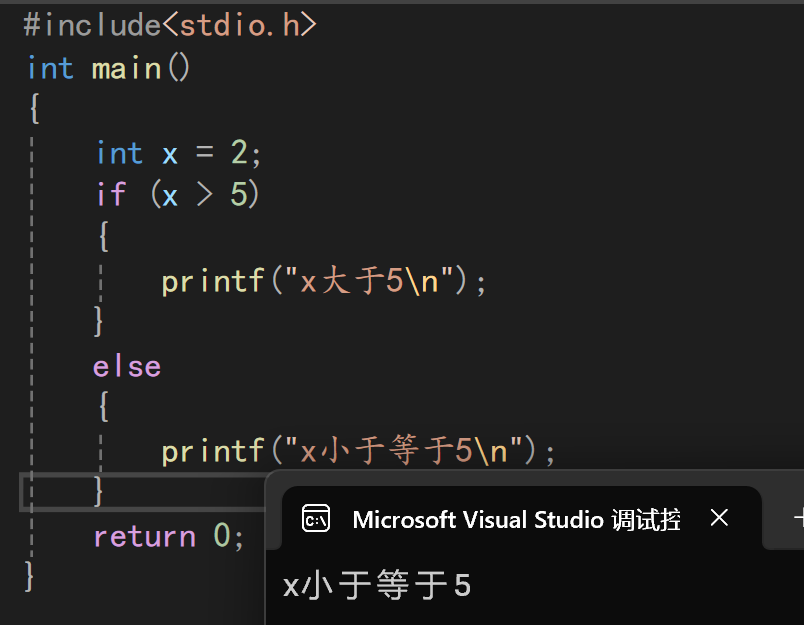 #include<stdio.h>
int main()
{
    int x = 2;
    if (x > 5)
    {
        printf("x大于5\n");
    }
    else
    {
        printf("x小于等于5\n");
    }
    return 0;
}
Microsoft Visual Studio 调试控
x小于等于5